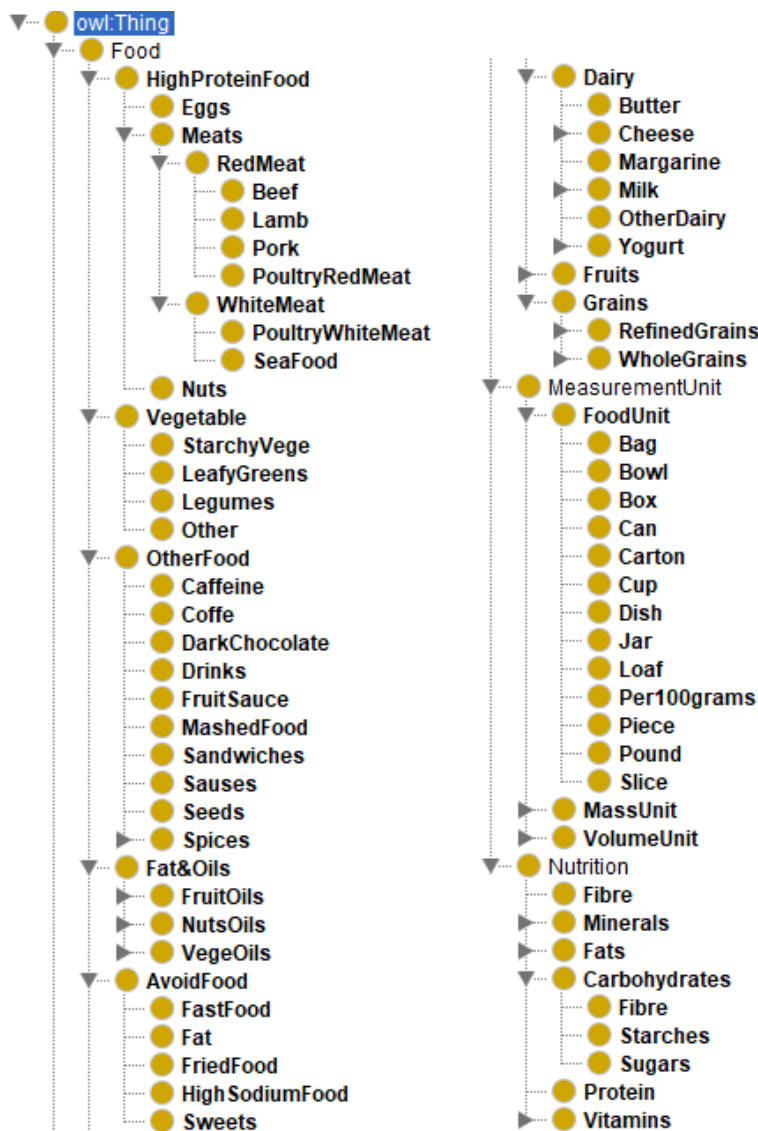 owl:Thing
Food
HighProteinFood
Eggs
Meats
RedMeat
Beef
Lamb
Pork
PoultryRedMeat
WhiteMeat
PoultryWhiteMeat
SeaFood
Nuts
Vegetable
StarchyVege
LeafyGreens
Legumes
Other
OtherFood
Caffeine
Coffe
DarkChocolate
Drinks
FruitSauce
MashedFood
Sandwiches
Sauses
Seeds
Spices
Fat&Oils
FruitOils
NutsOils
VegeOils
AvoidFood
FastFood
Fat
FriedFood
HighSodiumFood
Sweets
Dairy
Butter
Cheese
Margarine
Milk
OtherDairy
Yogurt
Fruits
Grains
RefinedGrains
WholeGrains
MeasurementUnit
FoodUnit
Bag
Bowl
Box
Can
Carton
Cup
Dish
Jar
Loaf
Per100grams
Piece
Pound
Slice
MassUnit
VolumeUnit
Nutrition
Fibre
Minerals
Fats
Carbohydrates
Fibre
Starches
Sugars
Protein
Vitamins